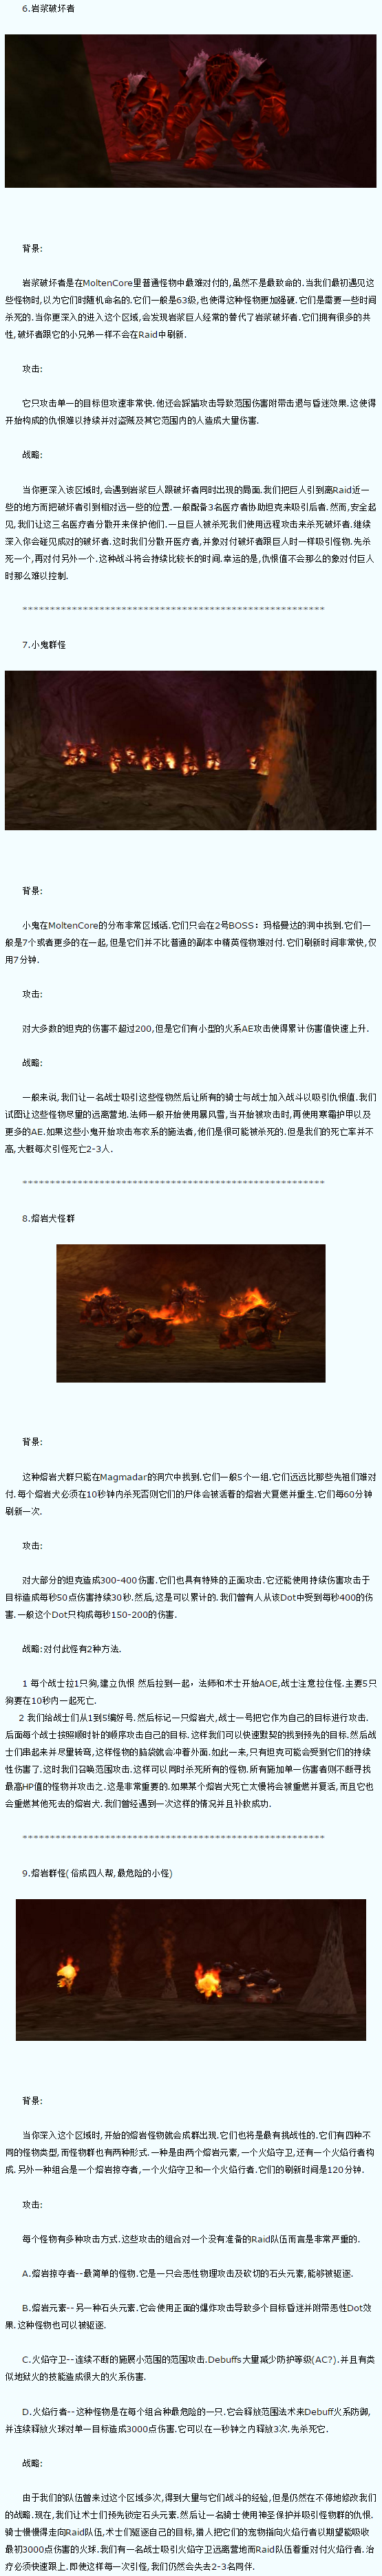 6.岩浆破坏者
背景:
岩浆破坏者是在MoltenCore里普通怪物中最难对付的,虽然不是最致命的.当我们最初遇见这
些怪物时,以为它们时随机命名的.它们一般是63级,也使得这种怪物更加强硬.它们是需要一些时间
杀死的.当你更深入的进入这个区域,会发现岩浆巨人经常的替代了岩浆破坏者.它们拥有很多的共
性,破坏者跟它的小兄弟一样不会在Raid中刷新.
攻击:
它只攻击单一的目标但攻速非常快.他还会踩踏攻击导致范围伤害附带击退与昏迷效果.这使得
开始构成的仇恨难以持续并对盗贼及其它范围内的人造成大量伤害.
战略:
当你更深入该区域时,会遇到岩浆巨人跟破坏者同时出现的局面.我们把巨人引到离Raid近一
些的地方而把破坏者引到相对远一些的位置.一般配备3名医疗者协助坦克来吸引后者.然而,安全起
见,我们让这三名医疗者分散开来保护他们.一旦巨人被杀死我们使用远程攻击来杀死破坏者.继续
深入你会碰见成对的破坏者.这时我们分散开医疗者,并象对付破坏者跟巨人时一样吸引怪物.先杀
死一个,再对付另外一个.这种战斗将会持续比较长的时间.幸运的是,仇恨值不会那么的象对付巨人
时那么难以控制.
*******************************************************
7.小鬼群怪
背景:
小鬼在MoltenCore的分布非常区域话.它们只会在2号BOSS：玛格曼达的洞中找到.它们一
般是7个或者更多的在一起,但是它们并不比普通的副本中精英怪物难对付.它们刷新时间非常快,仅
用7分钟.
攻击:
对大多数的坦克的伤害不超过200,但是它们有小型的火系AE攻击使得累计伤害值快速上升.
战略:
一般来说,我们让一名战士吸引这些怪物然后让所有的骑士与战士加入战斗以吸引仇恨值.我们
试图让这些怪物尽量的远离营地.法师一般开始使用暴风雪,当开始被攻击时,再使用寒霜护甲以及
更多的AE.如果这些小鬼开始攻击布衣系的施法者,他们是很可能被杀死的.但是我们的死亡率并不
高,大概每次引怪死亡2-3人.
*******************************************************
8.熔岩犬怪群
背景:
这种熔岩犬群只能在Magmadar的洞穴中找到.它们一般5个一组.它们远远比那些先祖们难对
付.每个熔岩犬必须在10秒钟内杀死否则它们的尸体会被活着的熔岩犬复燃并重生.它们每60分钟
刷新一次.
攻击:
对大部分的坦克造成300-400伤害.它们也具有特殊的正面攻击.它还能使用持续伤害攻击于
目标造成每秒50点伤害持续30秒.然后,这是可以累计的.我们曾有人从该Dot中受到每秒400的伤
害.一般这个Dot只构成每秒150-200的伤害.
战略:对付此怪有2种方法.
1 每个战士拉1只狗,建立仇恨 然后拉到一起，法师和术士开始AOE,战士注意拉住怪.主要5只
狗要在10秒内一起死亡.
2 我们给战士们从1到5编好号.然后标记一只熔岩犬,战士一号把它作为自己的目标进行攻击.
后面每个战士按照顺时针的顺序攻击自己的目标.这样我们可以快速默契的找到预先的目标.然后战
士们串起来并尽量转弯,这样怪物的脑袋就会冲着外面.如此一来,只有坦克可能会受到它们的持续
性伤害了.这时我们召唤范围攻击.这样可以同时杀死所有的怪物.所有施加单一伤害者则不断寻找
最高HP值的怪物并攻击之.这是非常重要的.如果某个熔岩犬死亡太慢将会被重燃并复活,而且它也
会重燃其他死去的熔岩犬.我们曾经遇到一次这样的情况并且补救成功.
*******************************************************
9.熔岩群怪(俗成四人帮,最危险的小怪)
背景:
当你深入这个区域时,开始的熔岩怪物就会成群出现.它们也将是最有挑战性的.它们有四种不
同的怪物类型,而怪物群也有两种形式.一种是由两个熔岩元素,一个火焰守卫,还有一个火焰行者构
成.另外一种组合是一个熔岩掠夺者,一个火焰守卫和一个火焰行者.它们的刷新时间是120分钟.
攻击:
每个怪物有多种攻击方式.这些攻击的组合对一个没有准备的Raid队伍而言是非常严重的.
A.熔岩掠夺者--最简单的怪物.它是一只会恶性物理攻击及砍切的石头元素,能够被驱逐.
B.熔岩元素--另一种石头元素.它会使用正面的爆炸攻击导致多个目标昏迷并附带恶性Dot效
果.这种怪物也可以被驱逐.
C.火焰守卫--连续不断的施展小范围的范围攻击.Debuffs大量减少防护等级(AC?).并且有类
似地狱火的技能造成很大的火系伤害.
D.火焰行者--这种怪物是在每个组合种最危险的一只.它会释放范围法术来Debuff火系防御,
并连续释放火球对单一目标造成3000点伤害.它可以在一秒钟之内释放3次.先杀死它.
战略:
由于我们的队伍曾来过这个区域多次,得到大量与它们战斗的经验,但是仍然在不停地修改我们
的战略.现在,我们让术士们预先锁定石头元素.然后让一名骑士使用神圣保护并吸引怪物群的仇恨.
骑士慢慢得走向Raid队伍,术士们驱逐自己的目标,猎人把它们的宠物指向火焰行者以期望能吸收
最初3000点伤害的火球.我们有一名战士吸引火焰守卫远离营地而Raid队伍着重对付火焰行者.治
疗必须快速跟上.即使这样每一次引怪,我们仍然会失去2-3名同伴.